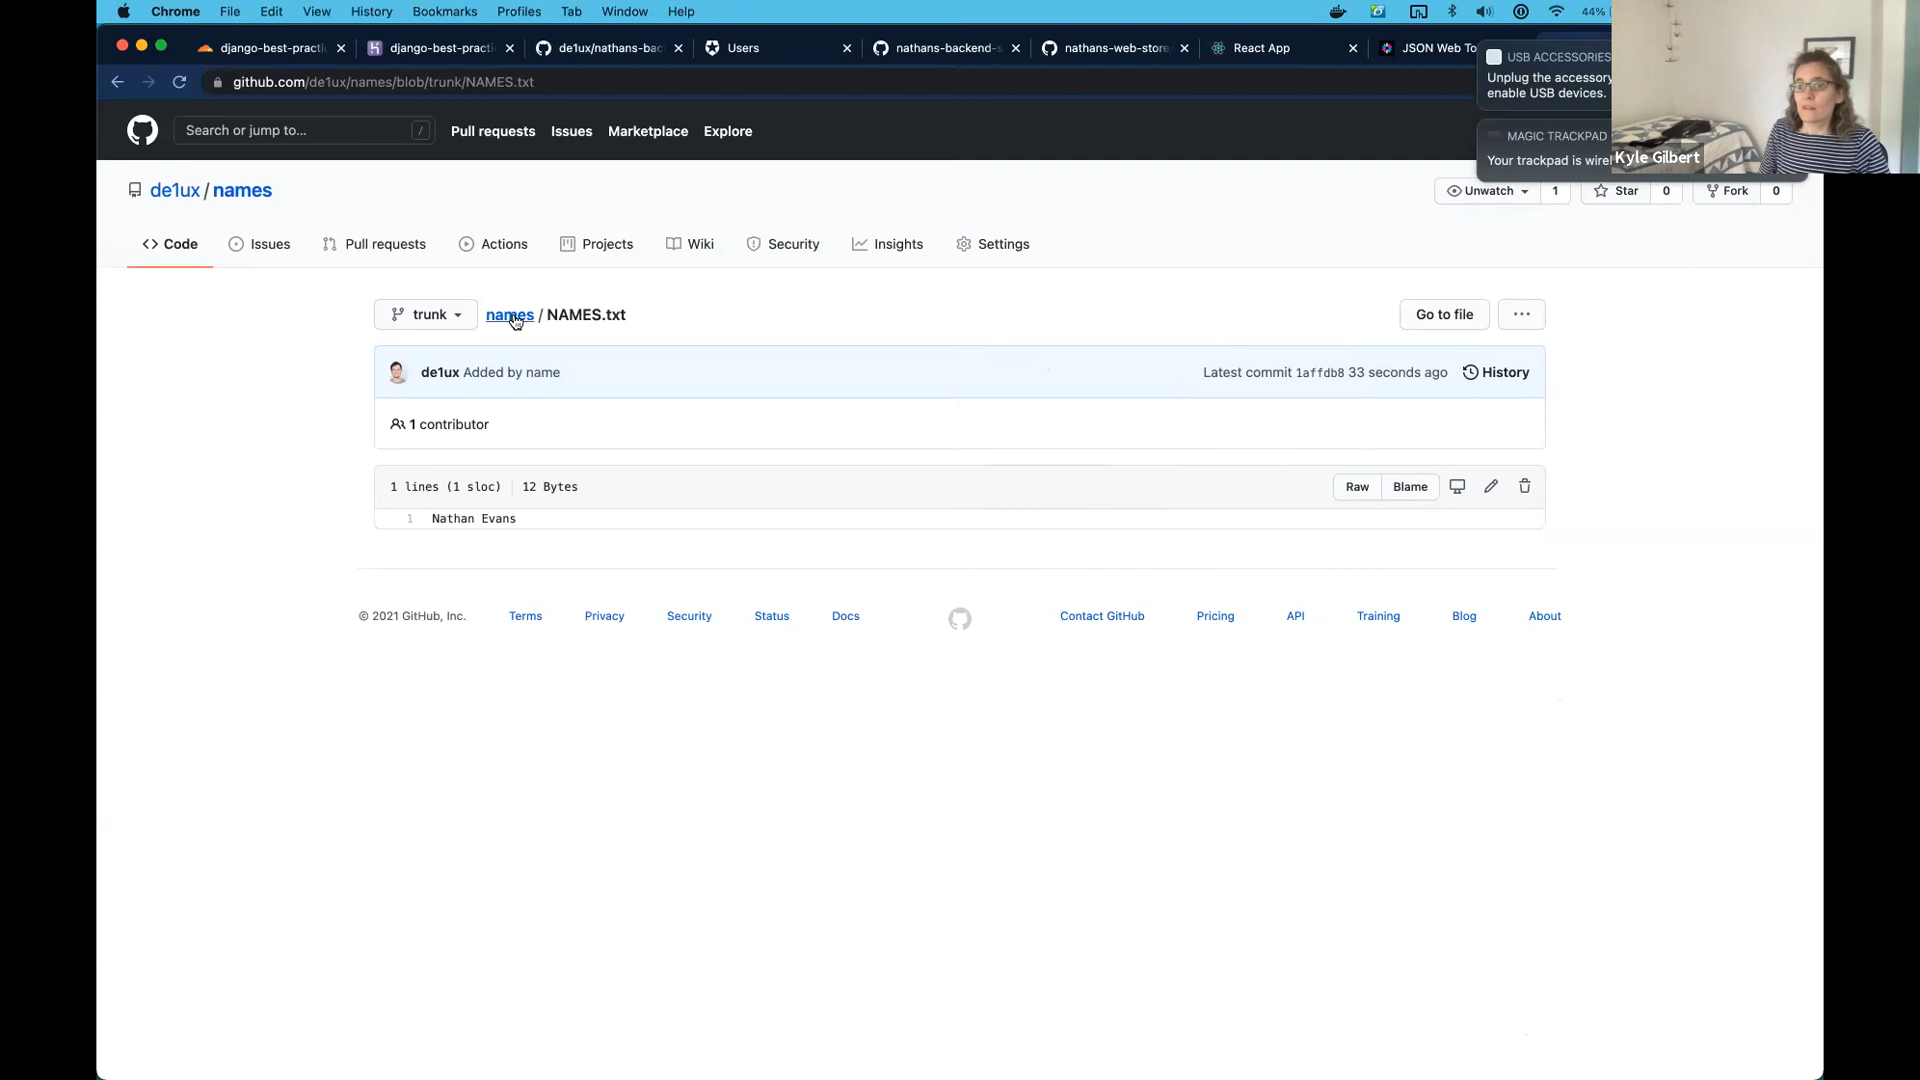 Chrome File Edit View History Bookmarks Profiles Tab Window Help 44%
django-best-practi django-best-practi de1ux/nathans-bac Users nathans-backend-s nathans-web-store React App JSON Web To
github.com/de1ux/names/blob/trunk/NAMES.txt
USB ACCESSORIES
Unplug the accessory
enable USB devices.
Search or jump to... / Pull requests Issues Marketplace Explore
MAGIC TRACKPAD
Your trackpad is wirel
Kyle Gilbert
de1ux / names Unwatch 1 Star 0 Fork 0
Code Issues Pull requests Actions Projects Wiki Security Insights Settings
trunk names / NAMES.txt Go to file ...
de1ux Added by name Latest commit 1affdb8 33 seconds ago History
1 contributor
1 lines (1 sloc) 12 Bytes Raw Blame
1 Nathan Evans
© 2021 GitHub, Inc. Terms Privacy Security Status Docs Contact GitHub Pricing API Training Blog About